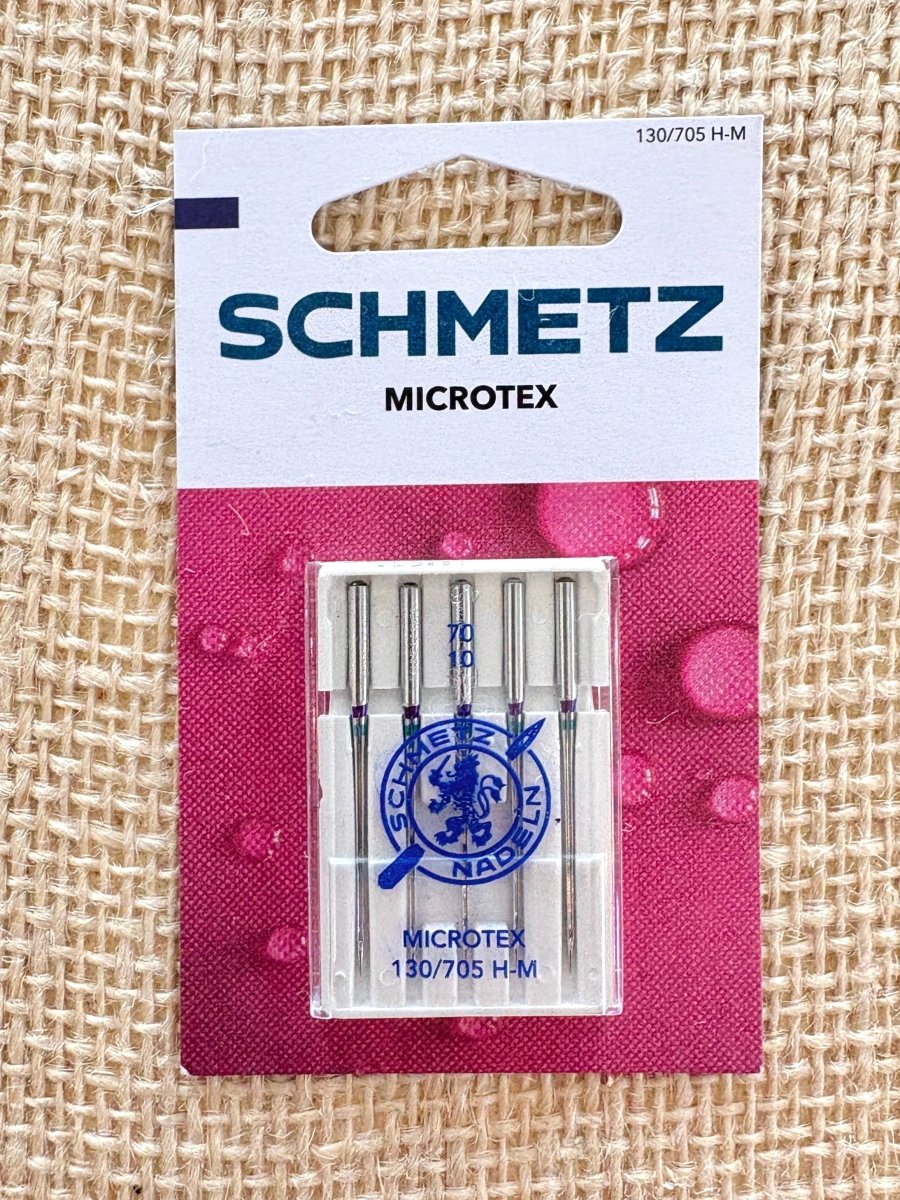 130/705 H-M
SCHMETZ
MICROTEX
70
10
SCHMETZ
NADELN
MICROTEX
130/705 H-M